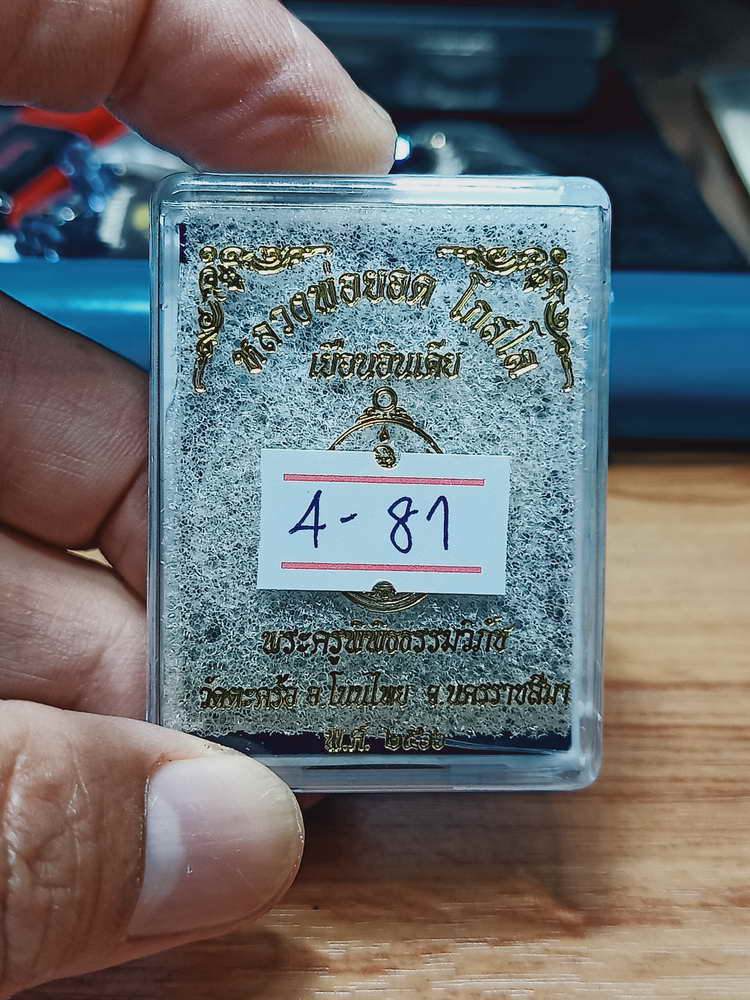 หลวงพ่อยอด โกสโล
เยือนอินเดีย
4-87
พระครูพิพิธธรรมวิภัช
วัดตะคร้อ อ.โนนไทย จ.นครราชสีมา
พ.ศ. ๒๕๖๖